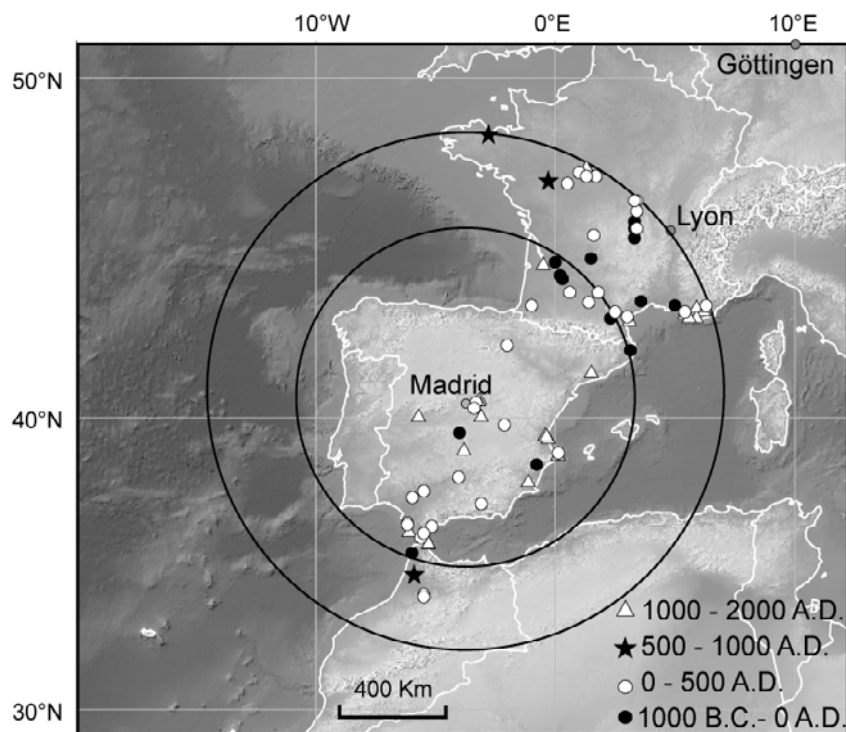 10°W 0°E 10°E
50°N
Göttingen
Lyon
Madrid
40°N
1000 - 2000 A.D.
500 - 1000 A.D.
0 - 500 A.D.
400 Km
30°N
1000 B.C.- 0 A.D.